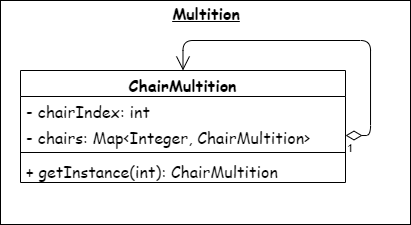 Multition
ChairMultition
- chairIndex: int
- chairs: Map<Integer, ChairMultition>
1
+ getInstance(int): ChairMultition